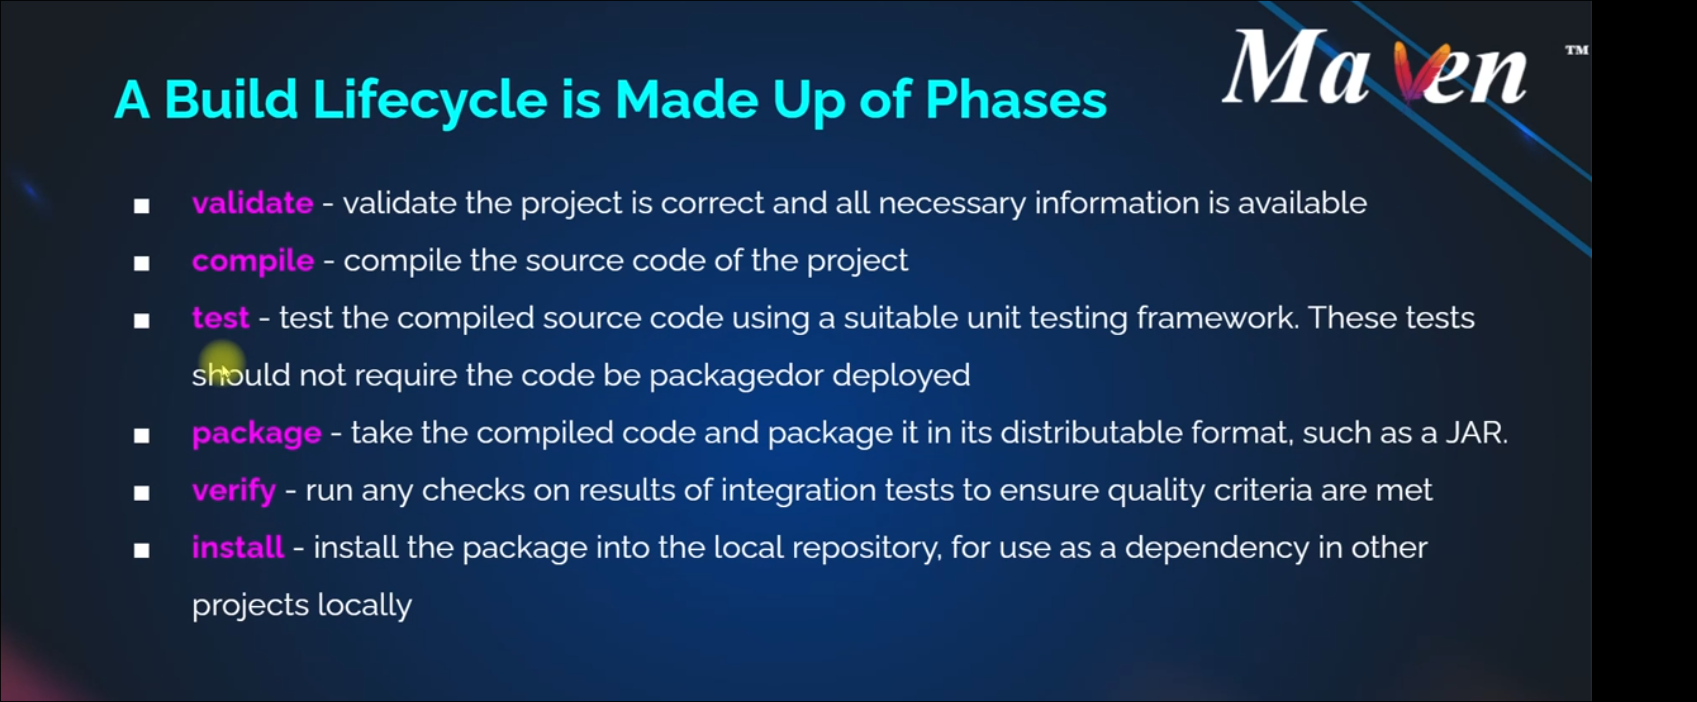 Maven ™
A Build Lifecycle is Made Up of Phases
▪ validate - validate the project is correct and all necessary information is available
▪ compile - compile the source code of the project
▪ test - test the compiled source code using a suitable unit testing framework. These tests
should not require the code be packagedor deployed
▪ package - take the compiled code and package it in its distributable format, such as a JAR.
▪ verify - run any checks on results of integration tests to ensure quality criteria are met
▪ install - install the package into the local repository, for use as a dependency in other
projects locally